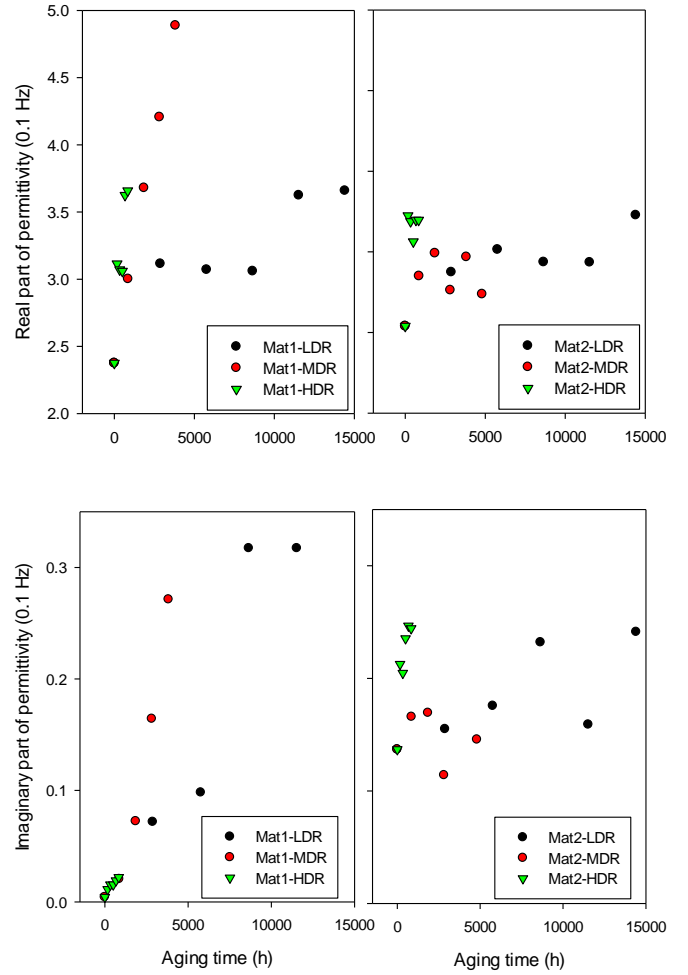 5.0
4.5
4.0
3.5
3.0
2.5
2.0
Real part of permittivity (0.1 Hz)
Mat1-LDR
Mat1-MDR
Mat1-HDR
0 5000 10000 15000
Mat2-LDR
Mat2-MDR
Mat2-HDR
0 5000 10000 15000
0.3
0.2
0.1
0.0
Imaginary part of permittivity (0.1 Hz)
Mat1-LDR
Mat1-MDR
Mat1-HDR
0 5000 10000 15000
Aging time (h)
Mat2-LDR
Mat2-MDR
Mat2-HDR
0 5000 10000 15000
Aging time (h)